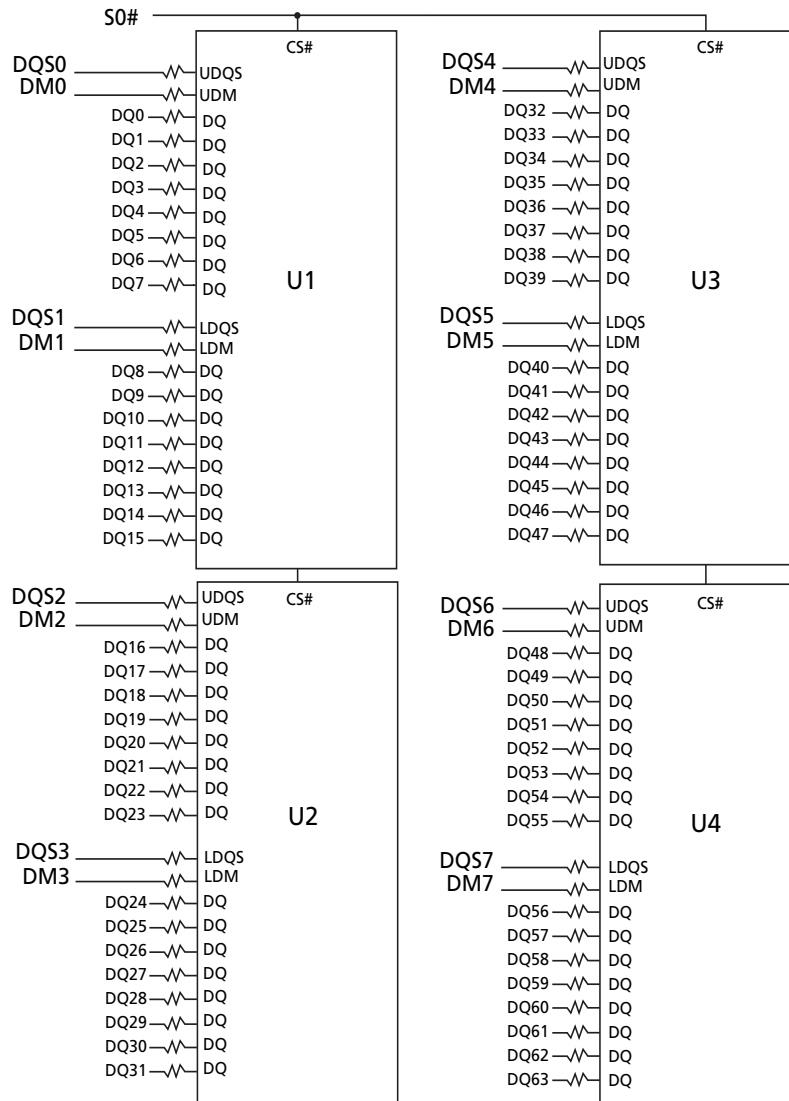 S0#
CS#
DQS0 UDQS
DM0 UDM
DQ0 DQ
DQ1 DQ
DQ2 DQ
DQ3 DQ
DQ4 DQ
DQ5 DQ
DQ6 DQ
DQ7 DQ
U1
DQS1 LDQS
DM1 LDM
DQ8 DQ
DQ9 DQ
DQ10 DQ
DQ11 DQ
DQ12 DQ
DQ13 DQ
DQ14 DQ
DQ15 DQ
CS#
DQS2 UDQS
DM2 UDM
DQ16 DQ
DQ17 DQ
DQ18 DQ
DQ19 DQ
DQ20 DQ
DQ21 DQ
DQ22 DQ
DQ23 DQ
U2
DQS3 LDQS
DM3 LDM
DQ24 DQ
DQ25 DQ
DQ26 DQ
DQ27 DQ
DQ28 DQ
DQ29 DQ
DQ30 DQ
DQ31 DQ
CS#
DQS4 UDQS
DM4 UDM
DQ32 DQ
DQ33 DQ
DQ34 DQ
DQ35 DQ
DQ36 DQ
DQ37 DQ
DQ38 DQ
DQ39 DQ
U3
DQS5 LDQS
DM5 LDM
DQ40 DQ
DQ41 DQ
DQ42 DQ
DQ43 DQ
DQ44 DQ
DQ45 DQ
DQ46 DQ
DQ47 DQ
CS#
DQS6 UDQS
DM6 UDM
DQ48 DQ
DQ49 DQ
DQ50 DQ
DQ51 DQ
DQ52 DQ
DQ53 DQ
DQ54 DQ
DQ55 DQ
U4
DQS7 LDQS
DM7 LDM
DQ56 DQ
DQ57 DQ
DQ58 DQ
DQ59 DQ
DQ60 DQ
DQ61 DQ
DQ62 DQ
DQ63 DQ